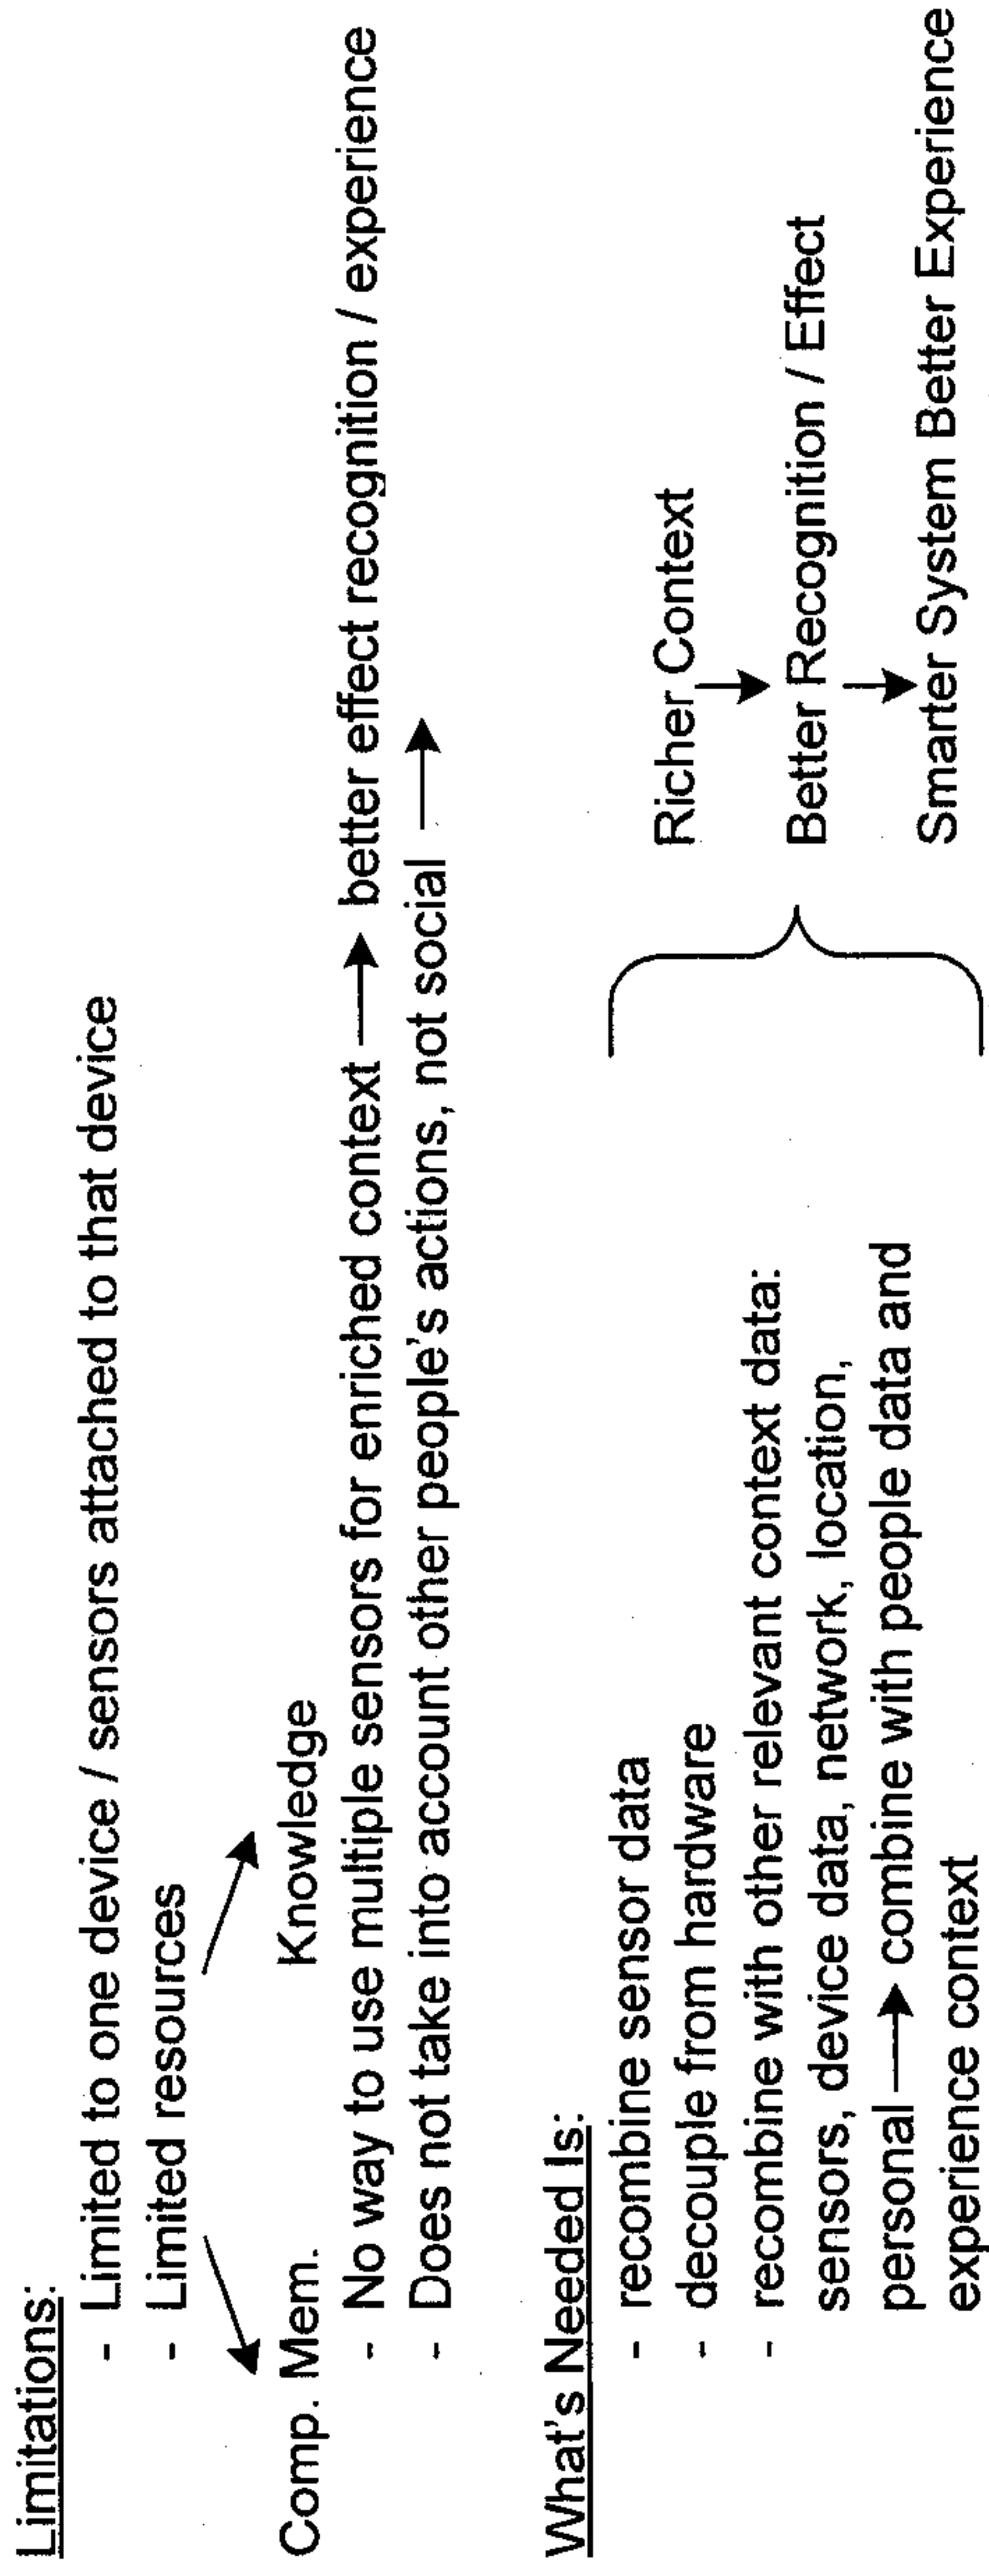 Limitations:
- Limited to one device / sensors attached to that device
- Limited resources
Comp. Mem. Knowledge
- No way to use multiple sensors for enriched context → better effect recognition / experience
- Does not take into account other people's actions, not social →
What's Needed Is:
- recombine sensor data
- decouple from hardware
- recombine with other relevant context data:
sensors, device data, network, location,
personal → combine with people data and
experience context
Richer Context
Better Recognition / Effect
Smarter System Better Experience